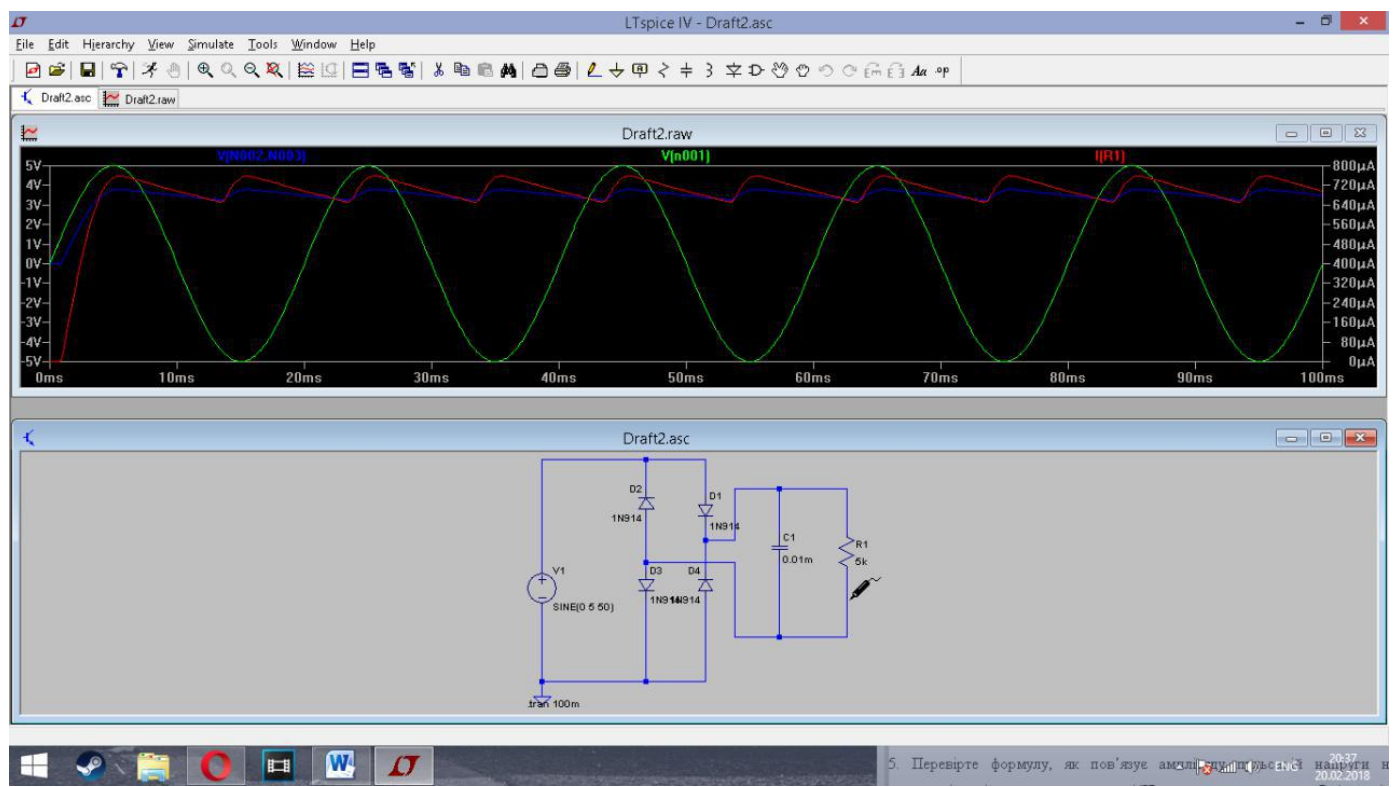 LTspice IV - Draft2.asc
File Edit Hierarchy View Simulate Tools Window Help
Draft2.asc Draft2.raw
Draft2.raw
V(N002,N003) V(n001) I(R1)
5V 800µA
4V 720µA
3V 640µA
2V 560µA
1V 480µA
0V 400µA
-1V 320µA
-2V 240µA
-3V 160µA
-4V 80µA
-5V 0µA
0ms 10ms 20ms 30ms 40ms 50ms 60ms 70ms 80ms 90ms 100ms
Draft2.asc
D2 D1
1N914 1N914
C1 R1
0.01m 5k
V1 D3 D4
SINE(0 5 50) 1N914 1N914
.tran 100m
5. Перевірте формулу, як пов’язує напруги н
ENG 20:37
20.02.2018